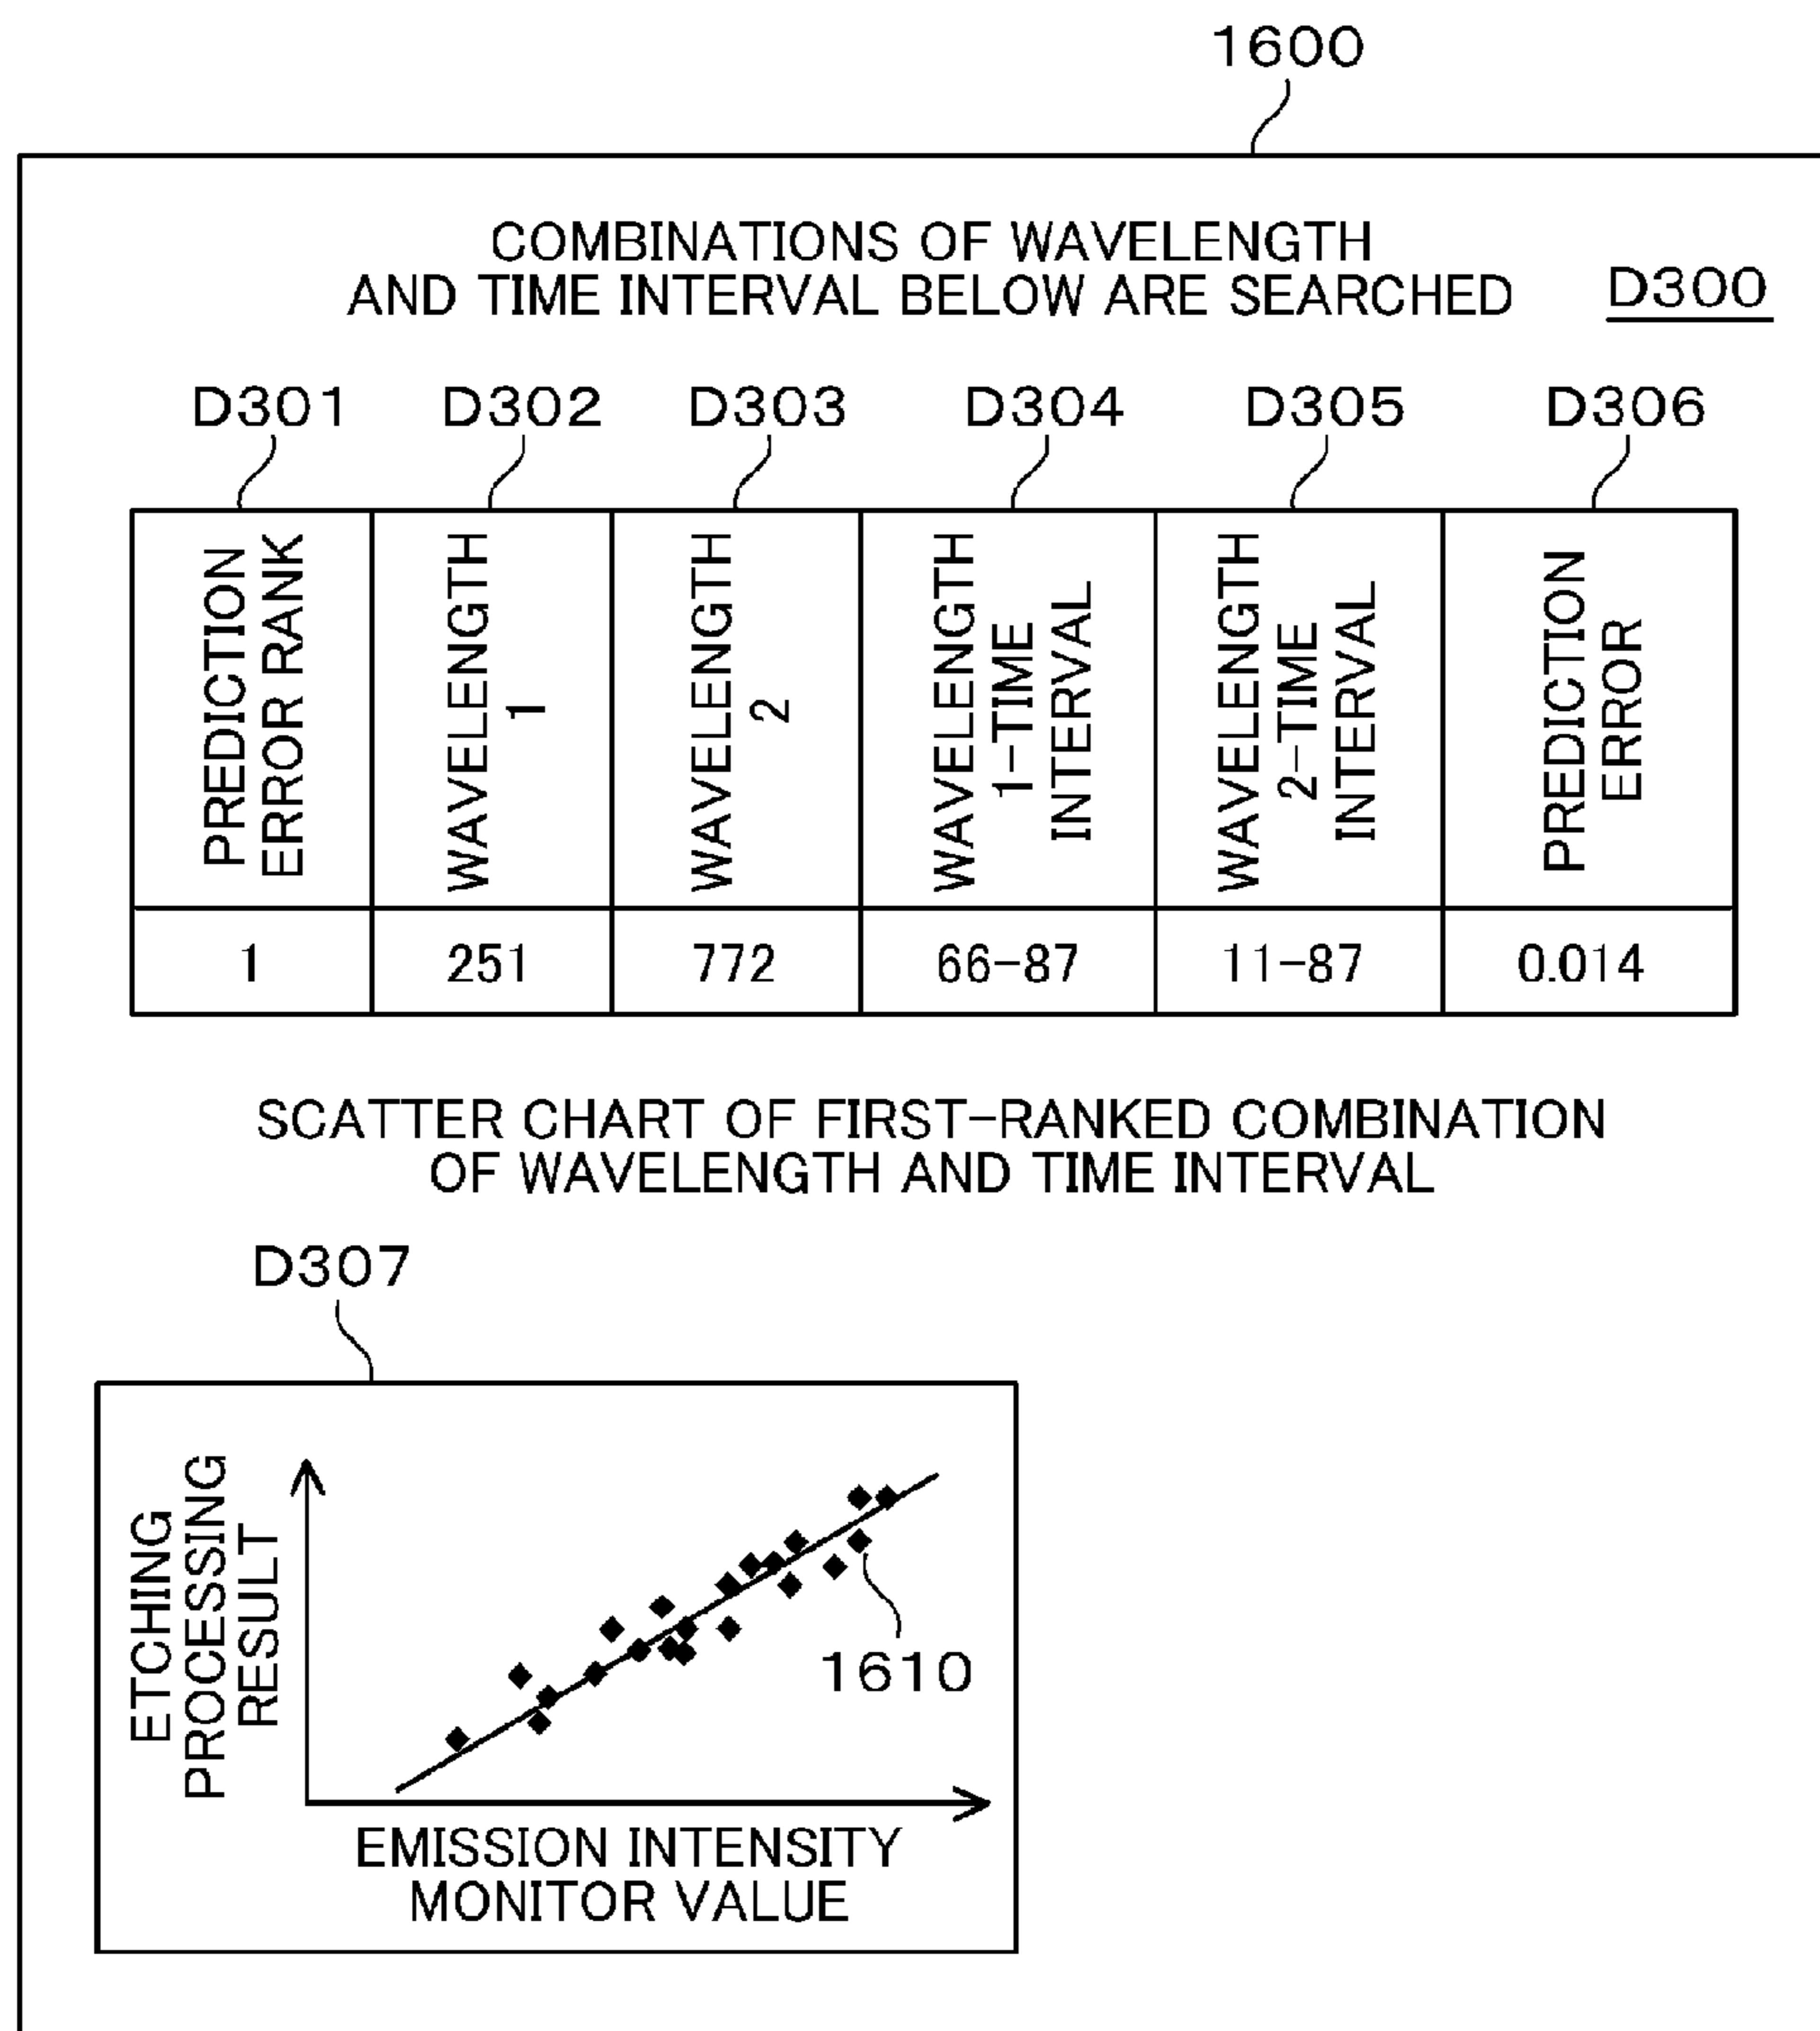 1600
COMBINATIONS OF WAVELENGTH
AND TIME INTERVAL BELOW ARE SEARCHED
D300
D301
D302
D303
D304
D305
D306
PREDICTION
ERROR RANK
WAVELENGTH
1
WAVELENGTH
2
WAVELENGTH
1-TIME
INTERVAL
WAVELENGTH
2-TIME
INTERVAL
PREDICTION
ERROR
1
251
772
66-87
11-87
0.014
SCATTER CHART OF FIRST-RANKED COMBINATION
OF WAVELENGTH AND TIME INTERVAL
D307
ETCHING
PROCESSING
RESULT
1610
EMISSION INTENSITY
MONITOR VALUE